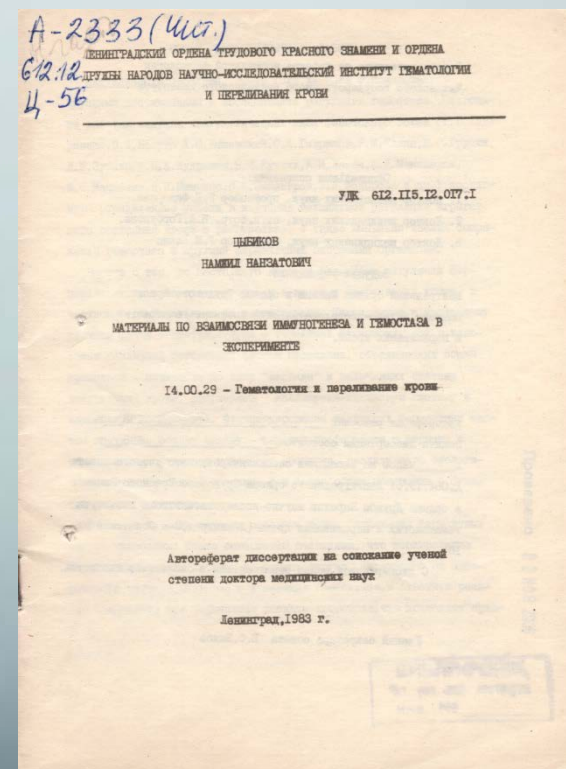 А-2333 (Чит.)
612.12
Ц-56
ЛЕНИНГРАДСКИЙ ОРДЕНА ТРУДОВОГО КРАСНОГО ЗНАМЕНИ И ОРДЕНА
ДРУЖБЫ НАРОДОВ НАУЧНО-ИССЛЕДОВАТЕЛЬСКИЙ ИНСТИТУТ ГЕМАТОЛОГИИ
И ПЕРЕЛИВАНИЯ КРОВИ
УДК 612.115.12.017.1
ЦЫБИКОВ
НАМЖИЛ НАНЗАТОВИЧ
МАТЕРИАЛЫ ПО ВЗАИМОСВЯЗИ ИММУНОГЕНЕЗА И ГЕМОСТАЗА В
ЭКСПЕРИМЕНТЕ
14.00.29 – Гематология и переливание крови
Автореферат диссертации на соискание ученой
степени доктора медицинских наук
Ленинград, 1983 г.